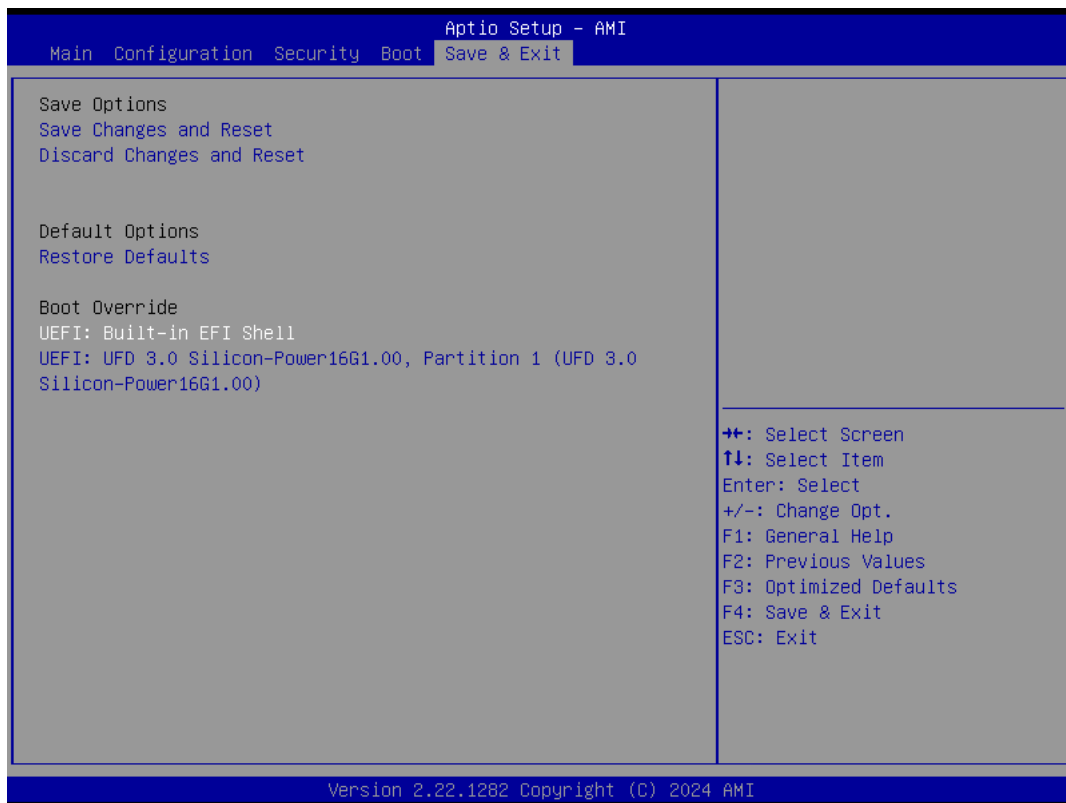 Aptio Setup - AMI
Main Configuration Security Boot Save & Exit
Save Options
Save Changes and Reset
Discard Changes and Reset
Default Options
Restore Defaults
Boot Override
UEFI: Built-in EFI Shell
UEFI: UFD 3.0 Silicon-Power16G1.00, Partition 1 (UFD 3.0
Silicon-Power16G1.00)
→←: Select Screen
↑↓: Select Item
Enter: Select
+/-: Change Opt.
F1: General Help
F2: Previous Values
F3: Optimized Defaults
F4: Save & Exit
ESC: Exit
Version 2.22.1282 Copyright (C) 2024 AMI